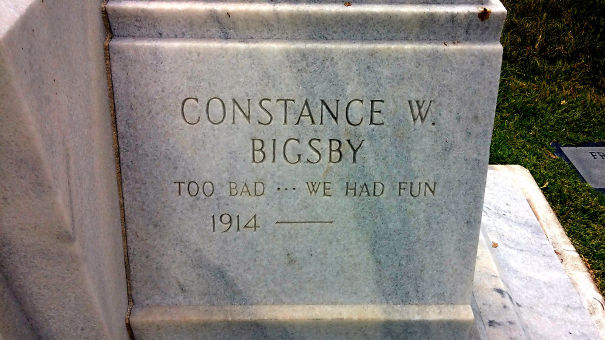 CONSTANCE W.
BIGSBY
TOO BAD ··· WE HAD FUN
1914 ——